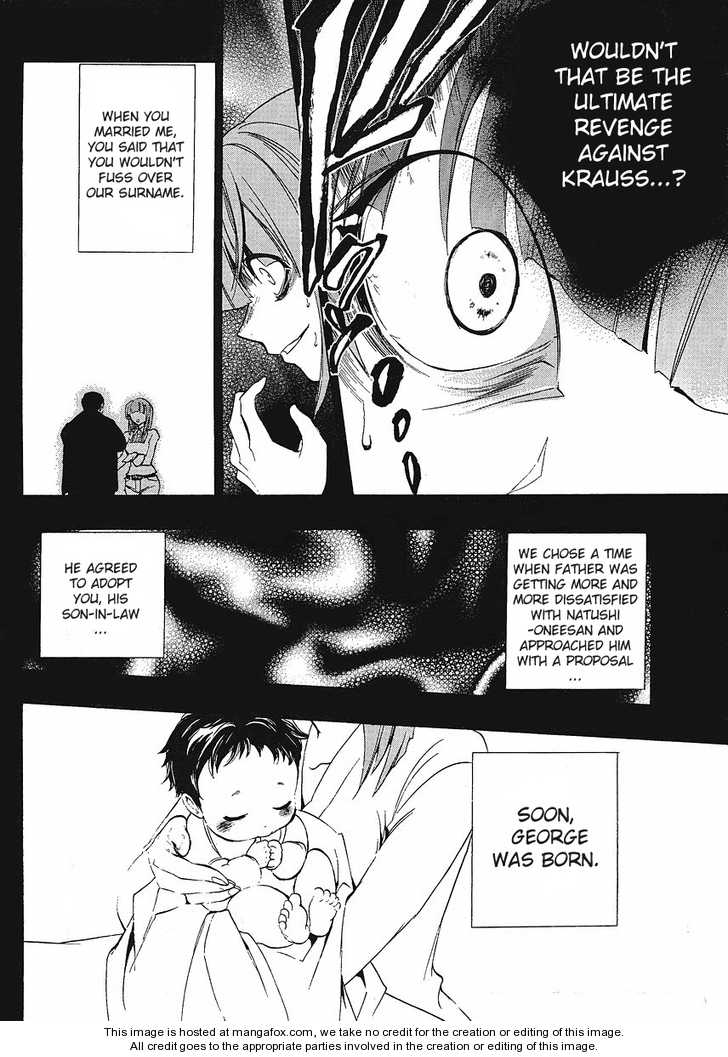 WOULDN'T
THAT BE THE
ULTIMATE
REVENGE
AGAINST
KRAUSS...?
WHEN YOU
MARRIED ME,
YOU SAID THAT
YOU WOULDN'T
FUSS OVER
OUR SURNAME.
WE CHOSE A TIME
WHEN FATHER WAS
GETTING MORE AND
MORE DISSATISFIED
WITH NATUSHI
-ONEESAN AND
APPROACHED HIM
WITH A PROPOSAL
...
HE AGREED
TO ADOPT
YOU, HIS
SON-IN-LAW
...
SOON,
GEORGE
WAS BORN.
This image is hosted at mangafox.com, we take no credit for the creation or editing of this image.
All credit goes to the appropriate parties involved in the creation or editing of this image.